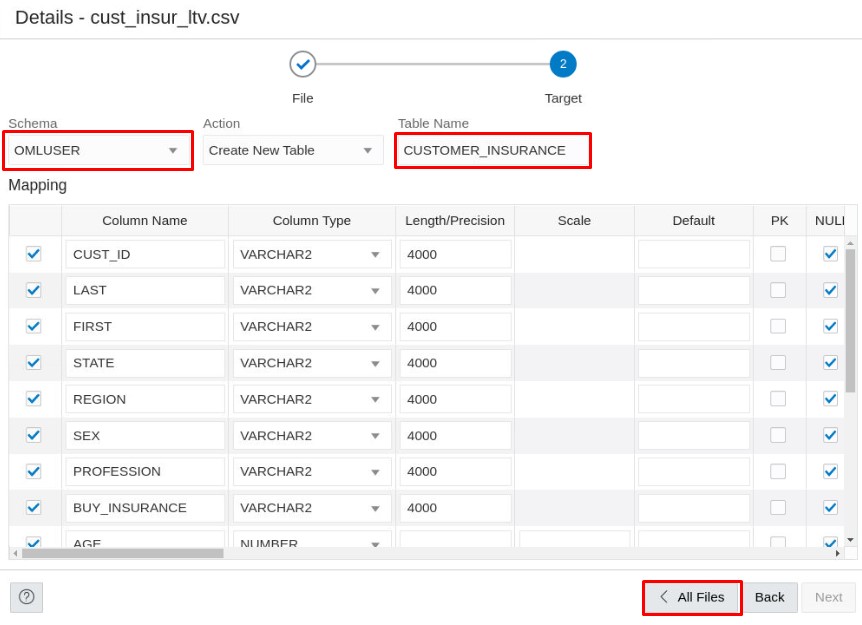 Details - cust_insur_ltv.csv
2
File Target
Schema Action Table Name
OMLUSER Create New Table CUSTOMER_INSURANCE
Mapping
Column Name Column Type Length/Precision Scale Default PK NULL
CUST_ID VARCHAR2 4000
LAST VARCHAR2 4000
FIRST VARCHAR2 4000
STATE VARCHAR2 4000
REGION VARCHAR2 4000
SEX VARCHAR2 4000
PROFESSION VARCHAR2 4000
BUY_INSURANCE VARCHAR2 4000
AGE NUMBER
? All Files Back Next